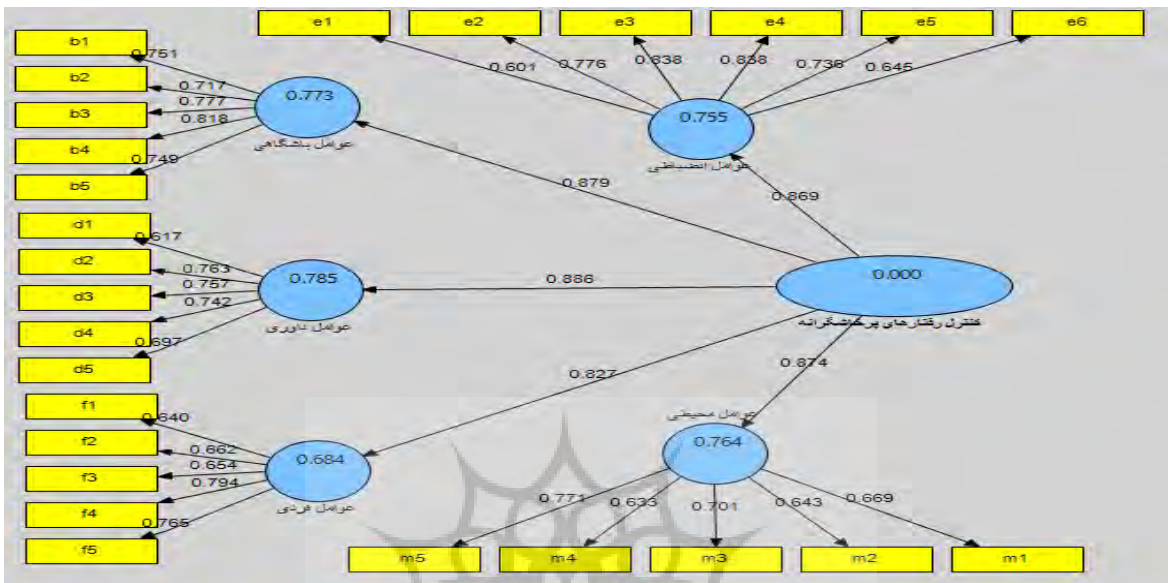 e1 e2 e3 e4 e5 e6
0.601 0.776 0.838 0.838 0.736 0.645
0.755
عوامل انضباطی
b1
b2
b3
b4
b5
0.751
0.717
0.777
0.818
0.749
0.773
عوامل باشگاهی
0.879
0.869
d1
d2
d3
d4
d5
0.617
0.763
0.757
0.742
0.697
0.785
عوامل داوری
0.886
0.000
کنترل رفتارهای پرخاشگرانه
0.827
0.874
f1
f2
f3
f4
f5
0.640
0.662
0.654
0.794
0.765
0.684
عوامل فردی
عوامل محیطی
0.764
0.771 0.633 0.701 0.643 0.669
m5 m4 m3 m2 m1